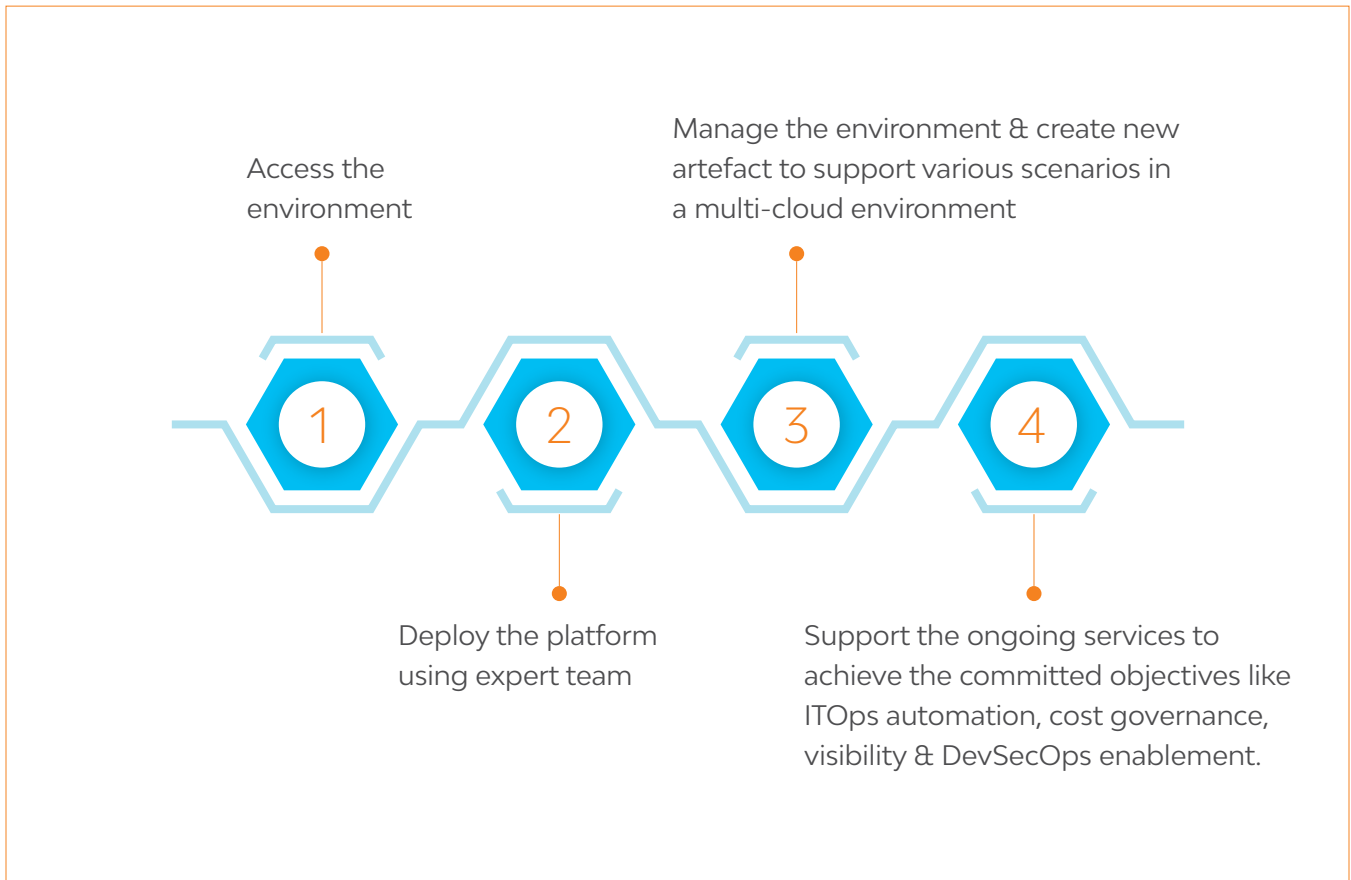 1
Access the
environment
2
Deploy the platform
using expert team
3
Manage the environment & create new
artefact to support various scenarios in
a multi-cloud environment
4
Support the ongoing services to
achieve the committed objectives like
ITOps automation, cost governance,
visibility & DevSecOps enablement.